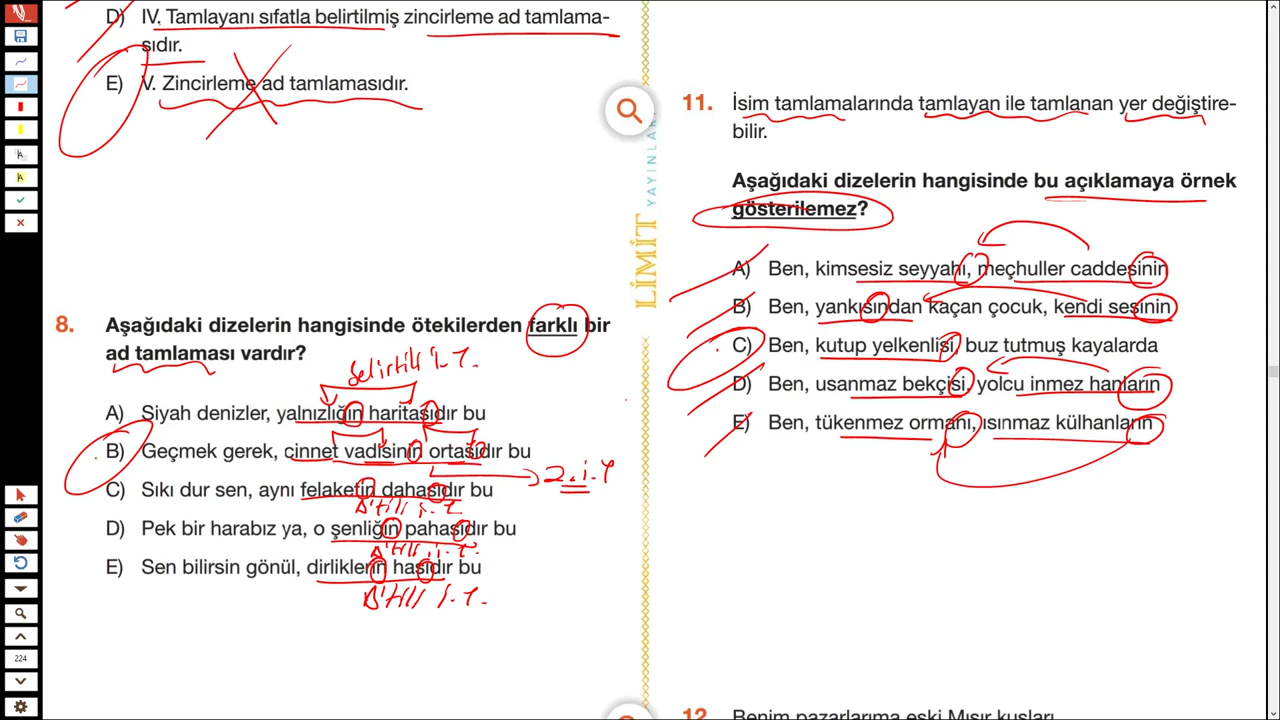 D) IV. Tamlayanı sıfatla belirtilmiş zincirleme ad tamlama-
sıdır.
E) V. Zincirleme ad tamlamasıdır.
8. Aşağıdaki dizelerin hangisinde ötekilerden farklı bir
ad tamlaması vardır?
Belirtili i.T.
A) Siyah denizler, yalnızlığın haritasıdır bu
B) Geçmek gerek, cinnet vadisinin ortasıdır bu
Z.i.T
C) Sıkı dur sen, aynı felaketin dahasıdır bu
B'tili i.T.
D) Pek bir harabız ya, o şenliğin pahasıdır bu
B'tili i.T.
E) Sen bilirsin gönül, dirliklerin hasıdır bu
B'tili i.T.
LİMİT YAYINLARI
11. İsim tamlamalarında tamlayan ile tamlanan yer değiştire-
bilir.
Aşağıdaki dizelerin hangisinde bu açıklamaya örnek
gösterilemez?
A) Ben, kimsesiz seyyahı, meçhuller caddesinin
B) Ben, yankısından kaçan çocuk, kendi sesinin
C) Ben, kutup yelkenlisi, buz tutmuş kayalarda
D) Ben, usanmaz bekçisi, yolcu inmez hanların
E) Ben, tükenmez ormanı, ısınmaz külhanların
12. Benim pazarlarıma eski Mısır kuşları
A
A
224